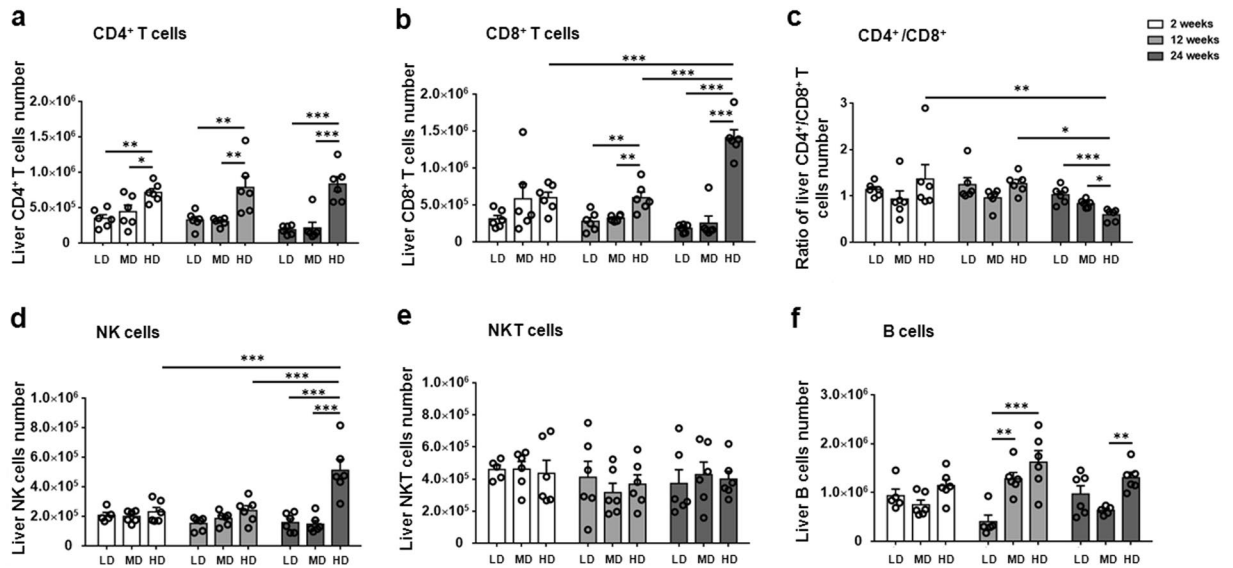 a
CD4⁺ T cells
Liver CD4⁺ T cells number
2.0×10⁶
1.5×10⁶
1.0×10⁶
5.0×10⁵
0
** * ** ** *** ***
LD MD HD LD MD HD LD MD HD
b
CD8⁺ T cells
Liver CD8⁺ T cells number
2.0×10⁶
1.5×10⁶
1.0×10⁶
5.0×10⁵
0
***
***
***
***
**
**
LD MD HD LD MD HD LD MD HD
c
CD4⁺/CD8⁺
Ratio of liver CD4⁺/CD8⁺ T
cells number
3
2
1
0
**
*
***
*
LD MD HD LD MD HD LD MD HD
2 weeks
12 weeks
24 weeks
d
NK cells
Liver NK cells number
1.0×10⁶
8.0×10⁵
6.0×10⁵
4.0×10⁵
2.0×10⁵
0
***
***
***
***
LD MD HD LD MD HD LD MD HD
e
NKT cells
Liver NKT cells number
1.0×10⁶
8.0×10⁵
6.0×10⁵
4.0×10⁵
2.0×10⁵
0
LD MD HD LD MD HD LD MD HD
f
B cells
Liver B cells number
3.0×10⁶
2.0×10⁶
1.0×10⁶
0
***
** **
LD MD HD LD MD HD LD MD HD